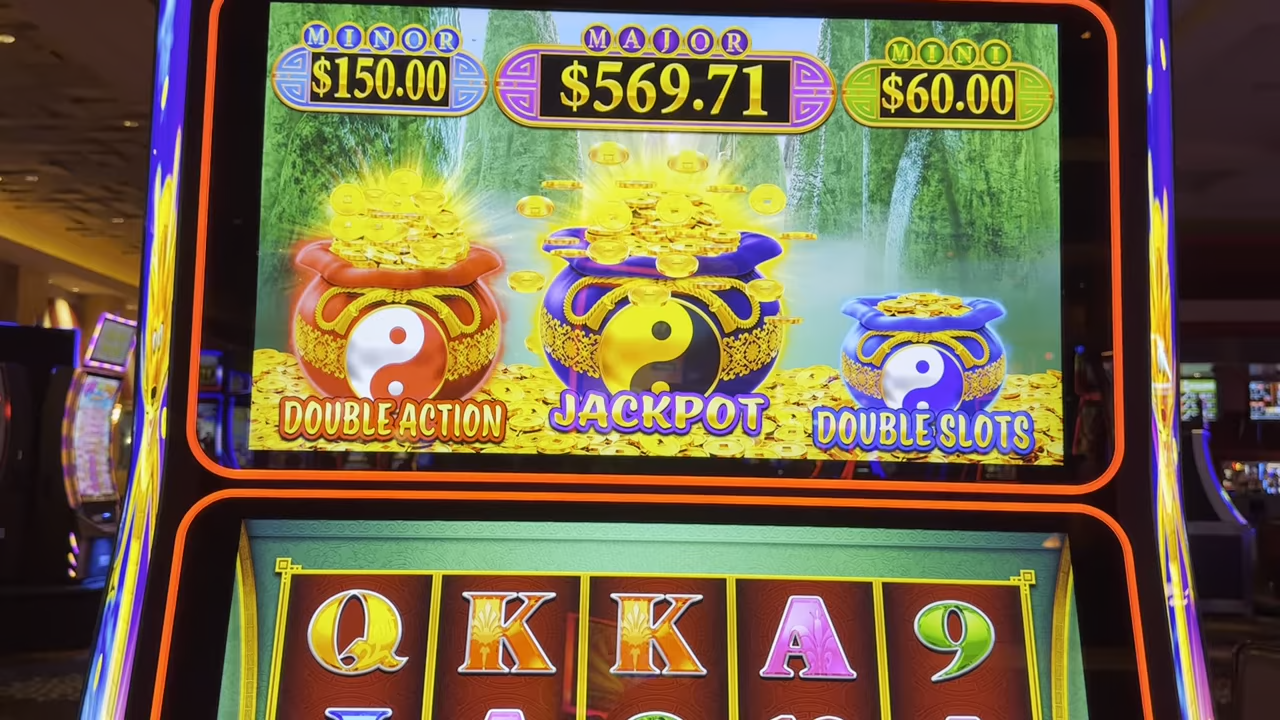 MINOR MAJOR MINI
$150.00 $569.71 $60.00
DOUBLE ACTION JACKPOT DOUBLE SLOTS
Q K K A 9